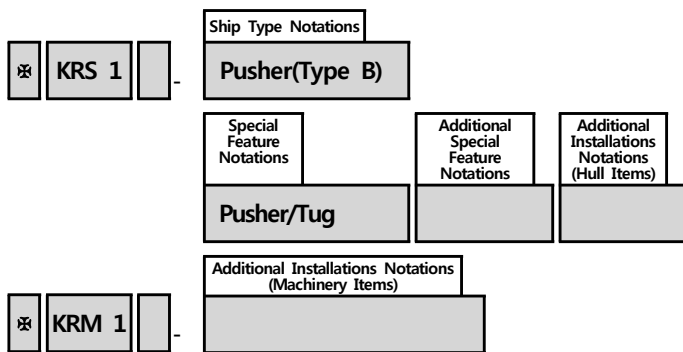 Ship Type Notations
✠ KRS 1 - Pusher(Type B)
Special Feature Notations
Additional Special Feature Notations
Additional Installations Notations (Hull Items)
Pusher/Tug
Additional Installations Notations (Machinery Items)
✠ KRM 1 -